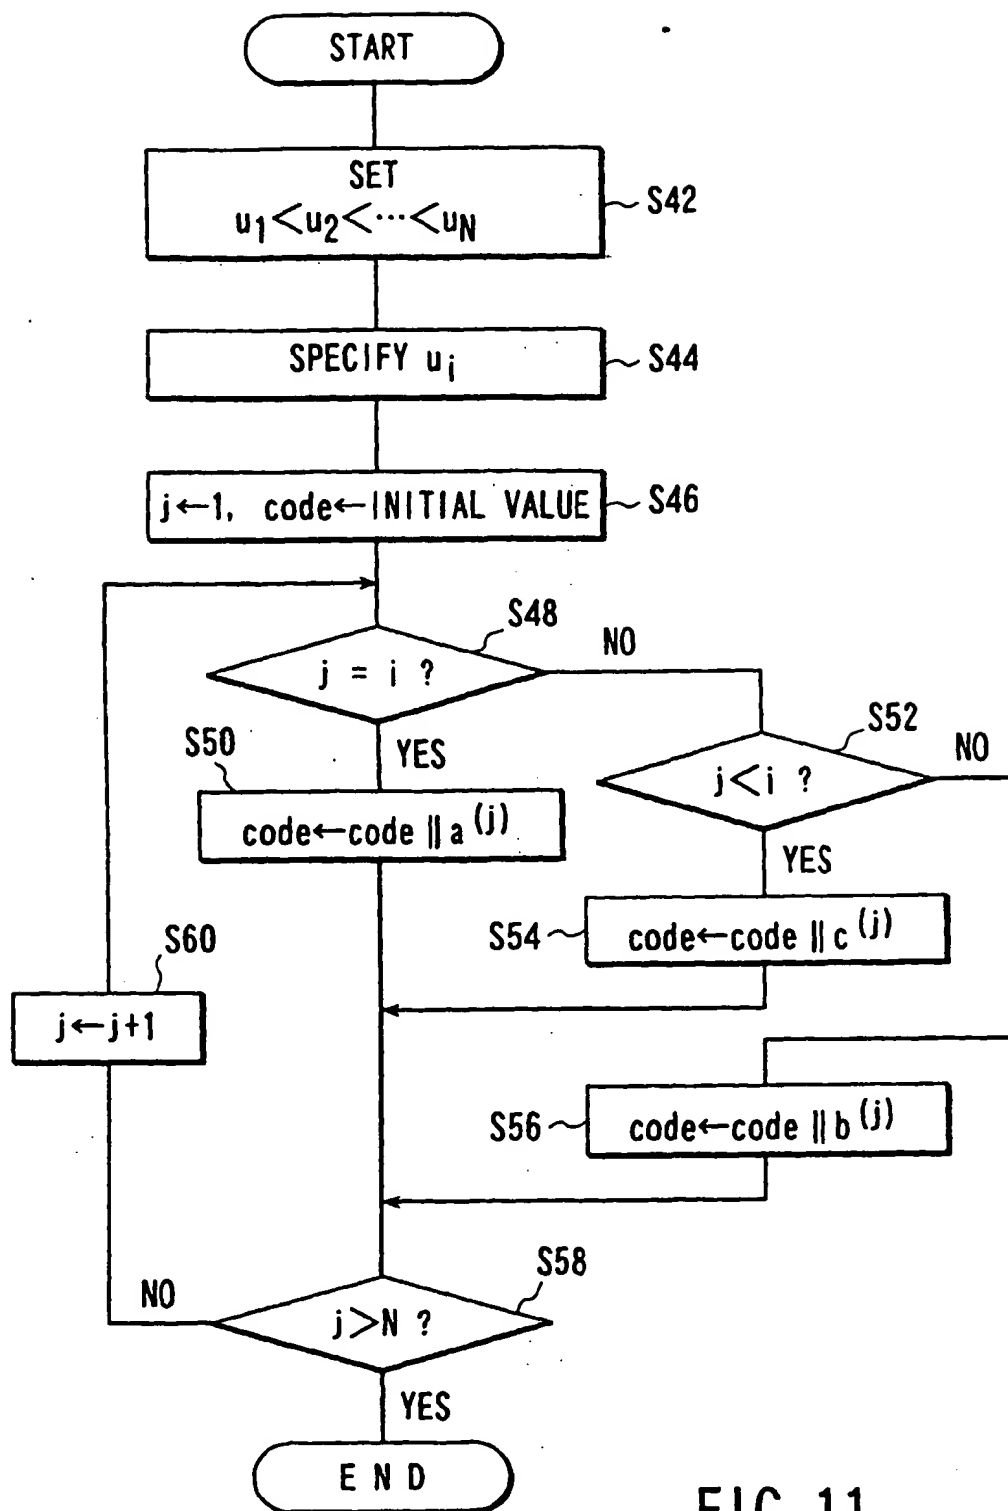 START
SET
u1<u2<···<uN
S42
SPECIFY ui
S44
j←1, code←INITIAL VALUE
S46
S48
j = i ?
NO
YES
S50
code←code ‖ a(j)
S52
j<i ?
NO
YES
S54
code←code ‖ c(j)
S60
j←j+1
S56
code←code ‖ b(j)
S58
j>N ?
NO
YES
END
FIG. 11